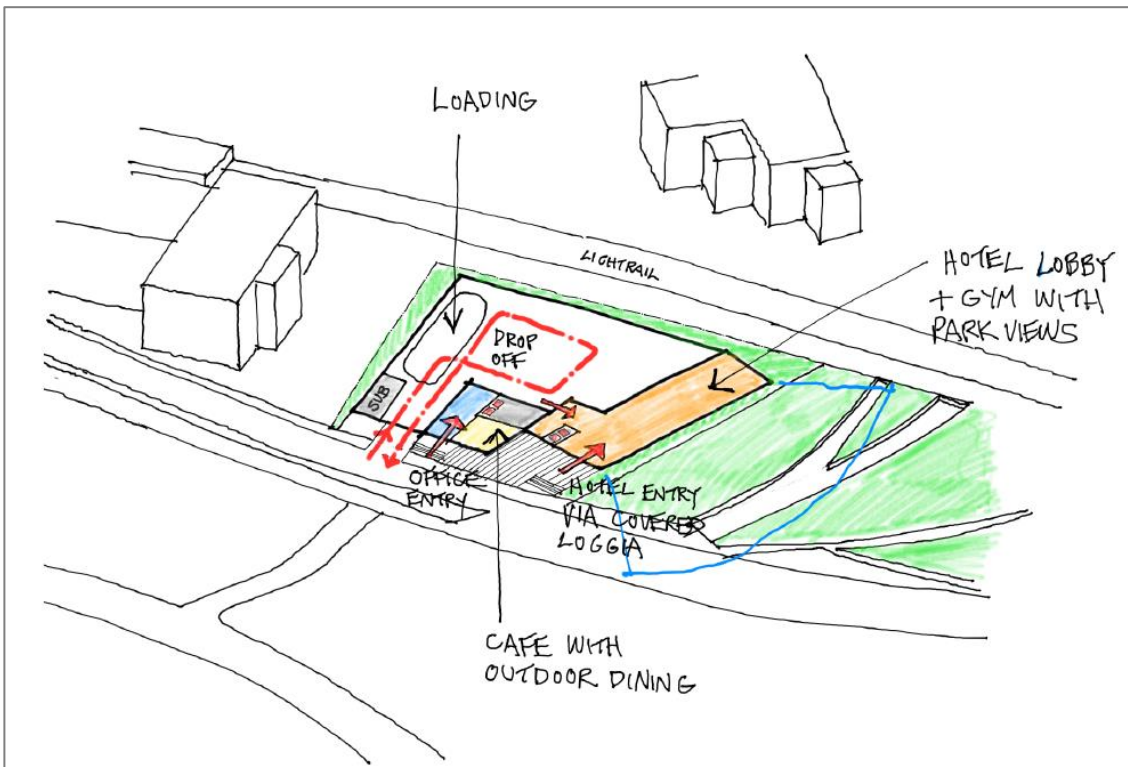 LOADING
LIGHTRAIL
HOTEL LOBBY
+ GYM WITH
PARK VIEWS
DROP
OFF
SUB
OFFICE
ENTRY
HOTEL ENTRY
VIA COVERED
LOGGIA
CAFE WITH
OUTDOOR DINING